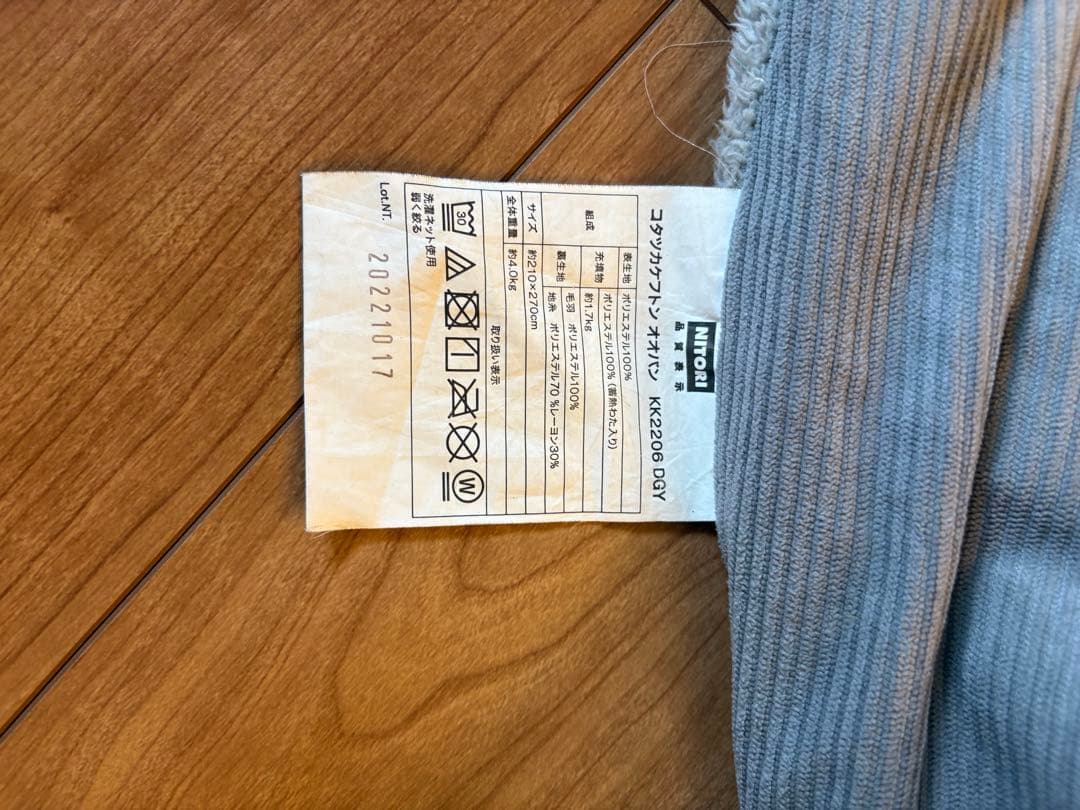 NITORI
品質表示
コタツカケフトン オオバン KK2206 DGY
組成
表生地 ポリエステル100%
充填物 ポリエステル100%(蓄熱わた入り)
約1.7kg
裏生地 毛羽 ポリエステル100%
地糸 ポリエステル70%レーヨン30%
サイズ 約210×270cm
全体重量 約4.0kg
取り扱い表示
30
W
洗濯ネット使用
弱く絞る
Lot.NT. 20221017